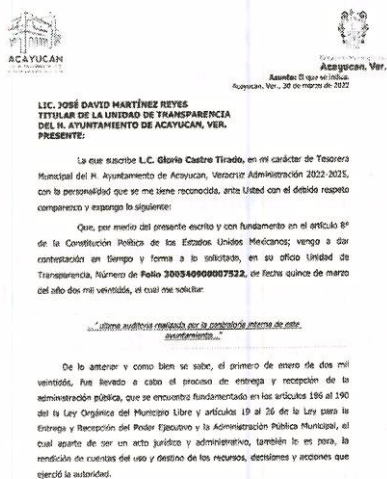 ACAYUCAN
Acayucan, Ver.
Asunto: El que se indica.
Acayucan, Ver., 30 de marzo de 2022
LIC. JOSÉ DAVID MARTÍNEZ REYES
TITULAR DE LA UNIDAD DE TRANSPARENCIA
DEL H. AYUNTAMIENTO DE ACAYUCAN, VER.
PRESENTE:
La que suscribe L.C. Gloria Castro Tirado, en mi carácter de Tesorera
Municipal del H. Ayuntamiento de Acayucan, Veracruz Administración 2022-2025,
con la personalidad que se me tiene reconocida, ante Usted con el debido respeto
comparezco y expongo lo siguiente:
Que, por medio del presente escrito y con fundamento en el artículo 8º
de la Constitución Política de los Estados Unidos Mexicanos; vengo a dar
contestación en tiempo y forma a lo solicitado, en su oficio Unidad de
Transparencia, Número de Folio 300540900007522, de fecha quince de marzo
del año dos mil veintidós, el cual me solicita:
..."ultima auditoria realizada por la contraloría interna de este
ayuntamiento..."
De lo anterior y como bien se sabe, el primero de enero de dos mil
veintidós, fue llevado a cabo el proceso de entrega y recepción de la
administración pública, que se encuentra fundamentado en los artículos 186 al 190
del la Ley Orgánica del Municipio Libre y artículos 19 al 26 de la Ley para la
Entrega y Recepción del Poder Ejecutivo y la Administración Pública Municipal, el
cual aparte de ser un acto jurídico y administrativo, también lo es para, la
rendición de cuentas del uso y destino de los recursos, decisiones y acciones que
ejerció la autoridad.